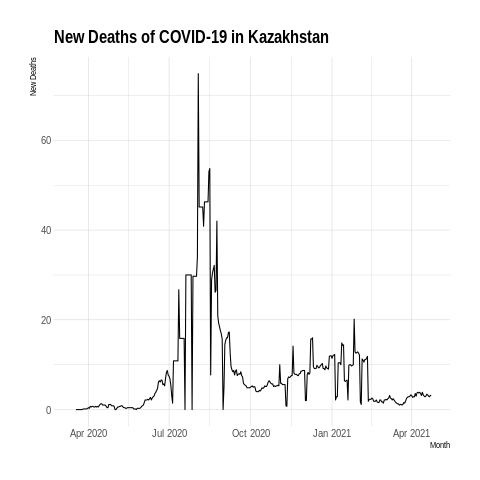 New Deaths of COVID-19 in Kazakhstan
New Deaths
60
40
20
0
Apr 2020 Jul 2020 Oct 2020 Jan 2021 Apr 2021
Month